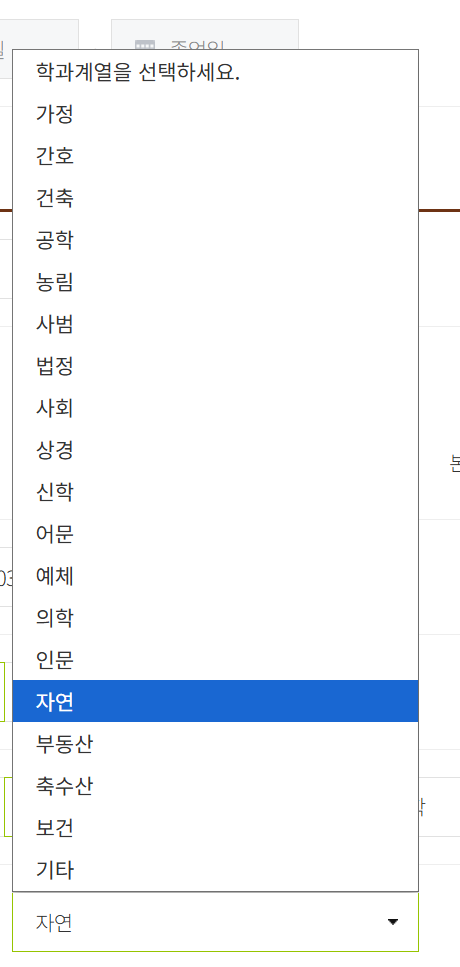 학과계열을 선택하세요.
가정
간호
건축
공학
농림
사범
법정
사회
상경
신학
어문
예체
의학
인문
자연
부동산
축수산
보건
기타
자연